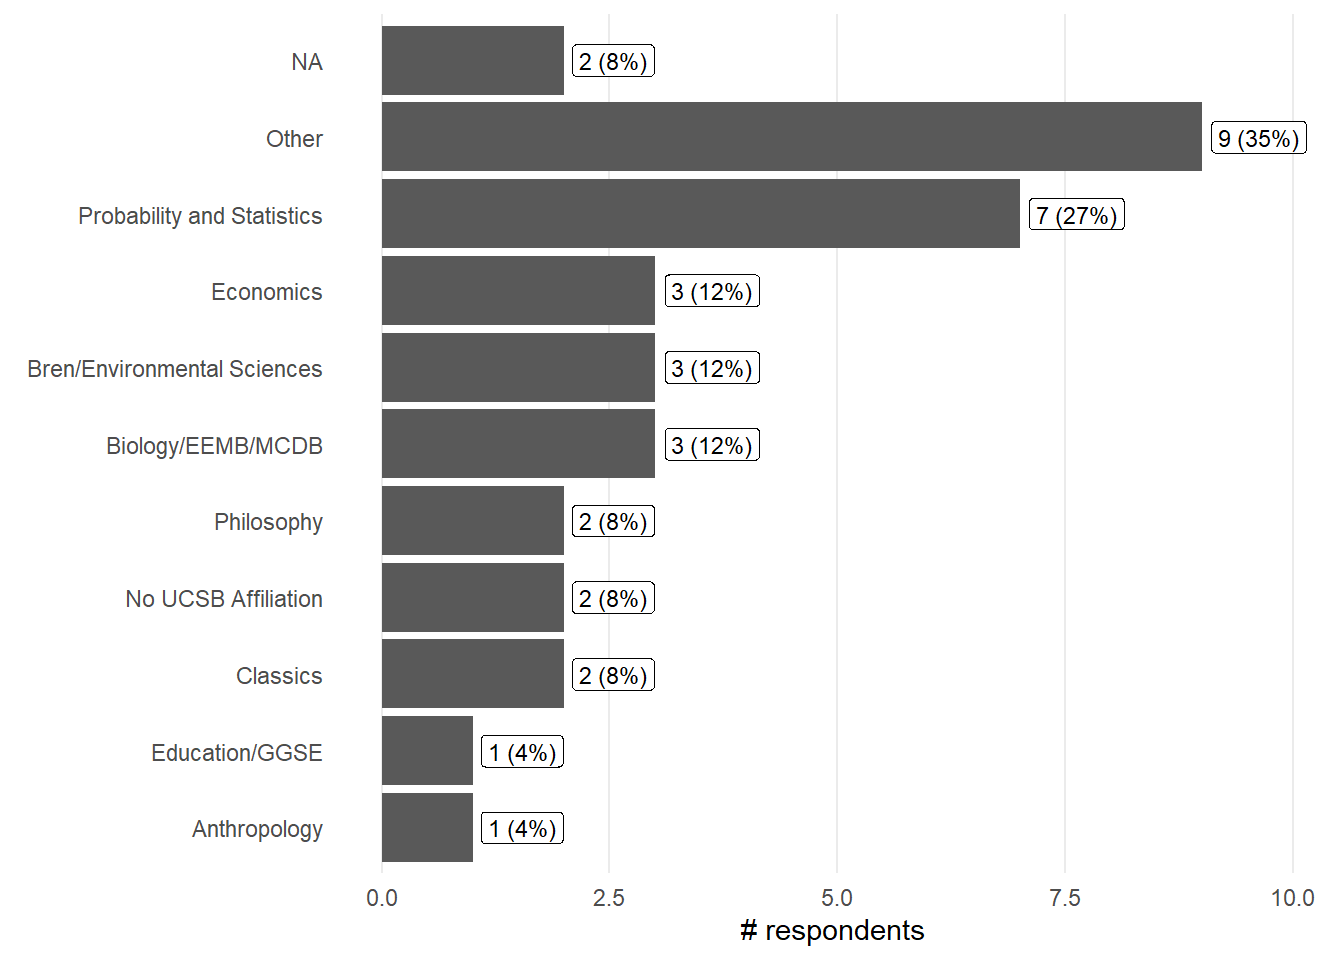 NA
2 (8%)
Other
9 (35%)
Probability and Statistics
7 (27%)
Economics
3 (12%)
Bren/Environmental Sciences
3 (12%)
Biology/EEMB/MCDB
3 (12%)
Philosophy
2 (8%)
No UCSB Affiliation
2 (8%)
Classics
2 (8%)
Education/GGSE
1 (4%)
Anthropology
1 (4%)
0.0 2.5 5.0 7.5 10.0
# respondents